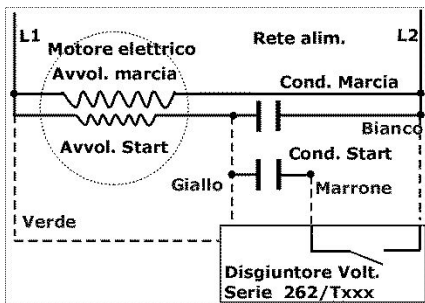 L1
Motore elettrico
Rete alim.
L2
Avvol. marcia
Cond. Marcia
Avvol. Start
Bianco
Cond. Start
Giallo
Marrone
Verde
Disgiuntore Volt.
Serie 262/Txxx